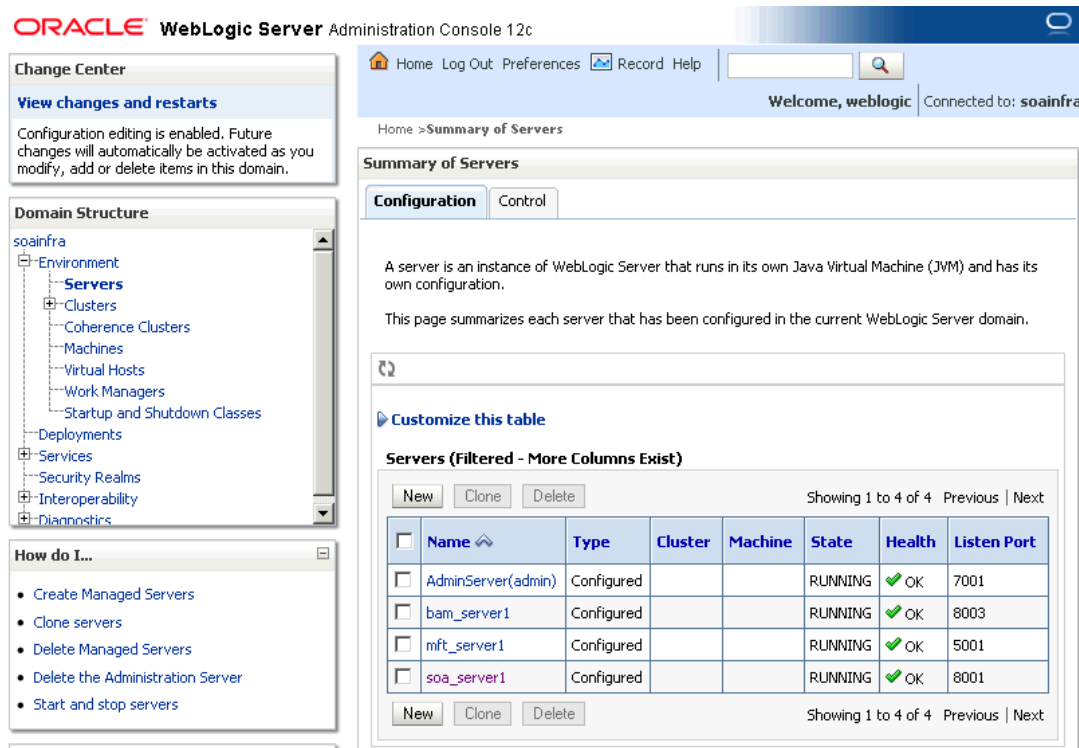 ORACLE WebLogic Server Administration Console 12c
Change Center
View changes and restarts
Configuration editing is enabled. Future
changes will automatically be activated as you
modify, add or delete items in this domain.
Domain Structure
soainfra
Environment
Servers
Clusters
Coherence Clusters
Machines
Virtual Hosts
Work Managers
Startup and Shutdown Classes
Deployments
Services
Security Realms
Interoperability
Diagnostics
How do I...
Create Managed Servers
Clone servers
Delete Managed Servers
Delete the Administration Server
Start and stop servers
Home Log Out Preferences Record Help
Welcome, weblogic Connected to: soainfra
Home >Summary of Servers
Summary of Servers
Configuration Control
A server is an instance of WebLogic Server that runs in its own Java Virtual Machine (JVM) and has its
own configuration.
This page summarizes each server that has been configured in the current WebLogic Server domain.
Customize this table
Servers (Filtered - More Columns Exist)
New Clone Delete Showing 1 to 4 of 4 Previous | Next
Name Type Cluster Machine State Health Listen Port
AdminServer(admin) Configured RUNNING OK 7001
bam_server1 Configured RUNNING OK 8003
mft_server1 Configured RUNNING OK 5001
soa_server1 Configured RUNNING OK 8001
New Clone Delete Showing 1 to 4 of 4 Previous | Next